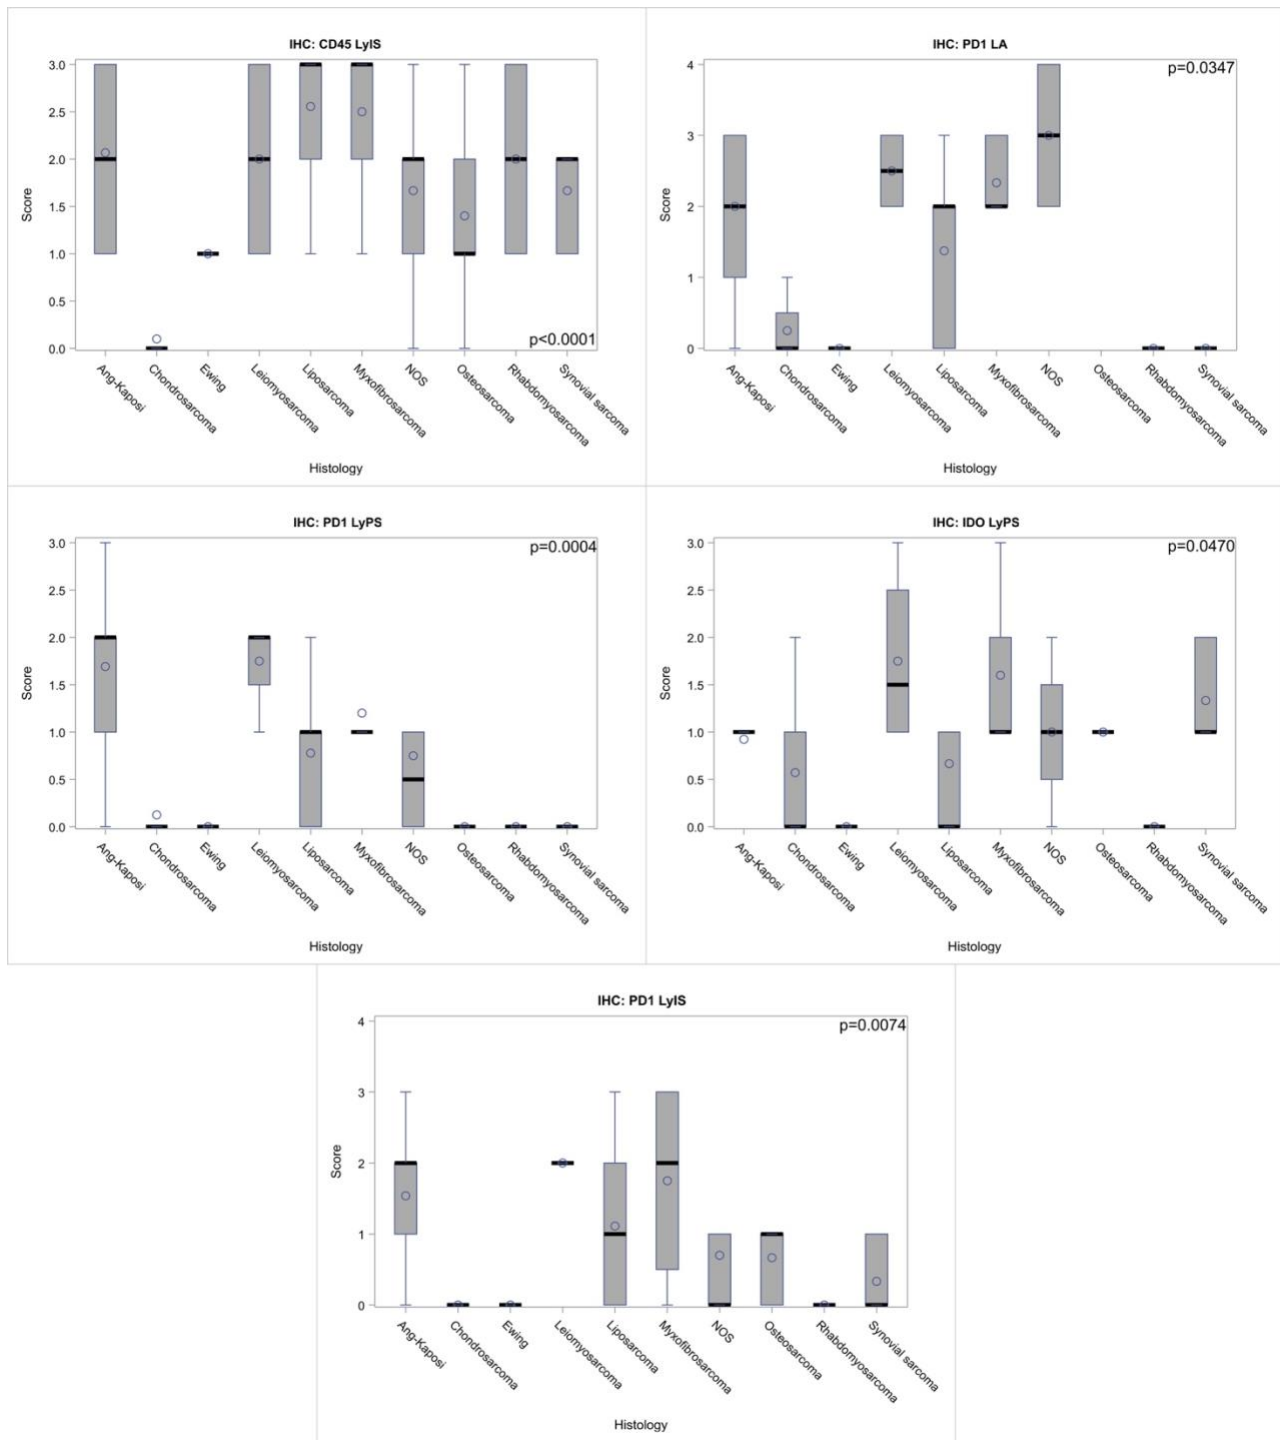 IHC: CD45 LyIS
3.0
2.5
2.0
1.5
1.0
0.5
0.0
Score
p<0.0001
Ang-Kaposi
Chondrosarcoma
Ewing
Leiomyosarcoma
Liposarcoma
Myxofibrosarcoma
NOS
Osteosarcoma
Rhabdomyosarcoma
Synovial sarcoma
Histology
IHC: PD1 LA
p=0.0347
4
3
2
1
0
Score
Ang-Kaposi
Chondrosarcoma
Ewing
Leiomyosarcoma
Liposarcoma
Myxofibrosarcoma
NOS
Osteosarcoma
Rhabdomyosarcoma
Synovial sarcoma
Histology
IHC: PD1 LyPS
p=0.0004
3.0
2.5
2.0
1.5
1.0
0.5
0.0
Score
Ang-Kaposi
Chondrosarcoma
Ewing
Leiomyosarcoma
Liposarcoma
Myxofibrosarcoma
NOS
Osteosarcoma
Rhabdomyosarcoma
Synovial sarcoma
Histology
IHC: IDO LyPS
p=0.0470
3.0
2.5
2.0
1.5
1.0
0.5
0.0
Score
Ang-Kaposi
Chondrosarcoma
Ewing
Leiomyosarcoma
Liposarcoma
Myxofibrosarcoma
NOS
Osteosarcoma
Rhabdomyosarcoma
Synovial sarcoma
Histology
IHC: PD1 LyIS
p=0.0074
4
3
2
1
0
Score
Ang-Kaposi
Chondrosarcoma
Ewing
Leiomyosarcoma
Liposarcoma
Myxofibrosarcoma
NOS
Osteosarcoma
Rhabdomyosarcoma
Synovial sarcoma
Histology